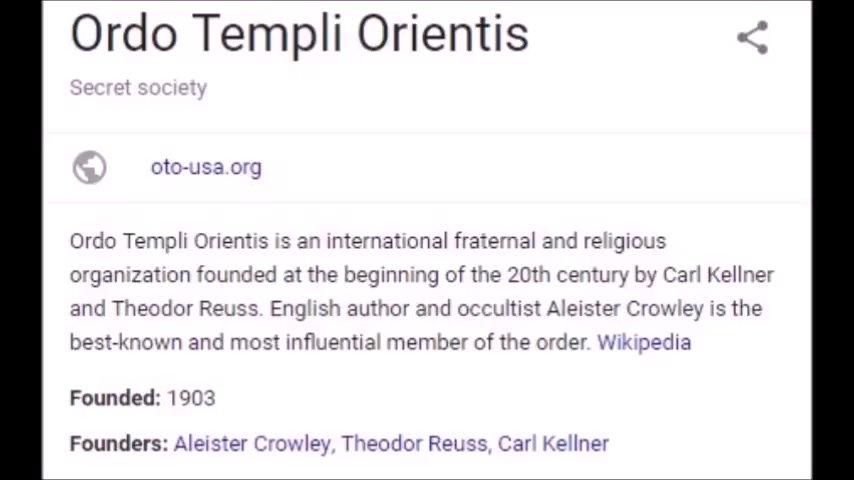 Ordo Templi Orientis
Secret society
oto-usa.org
Ordo Templi Orientis is an international fraternal and religious
organization founded at the beginning of the 20th century by Carl Kellner
and Theodor Reuss. English author and occultist Aleister Crowley is the
best-known and most influential member of the order. Wikipedia
Founded: 1903
Founders: Aleister Crowley, Theodor Reuss, Carl Kellner